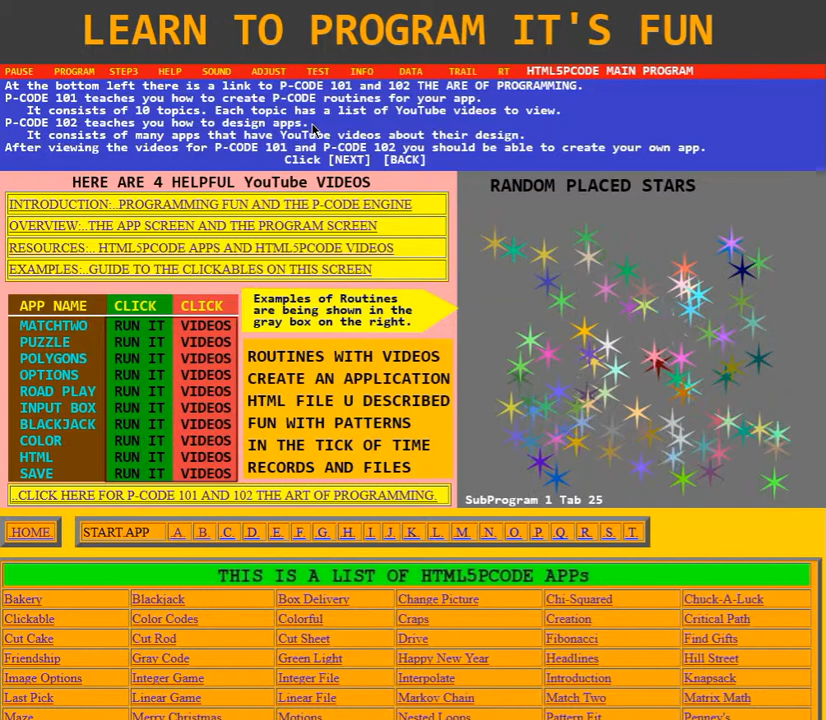 LEARN TO PROGRAM IT'S FUN
PAUSE PROGRAM STEP3 HELP SOUND ADJUST TEST INFO DATA TRAIL RT HTML5PCODE MAIN PROGRAM
At the bottom left there is a link to P-CODE 101 and 102 THE ARE OF PROGRAMMING.
P-CODE 101 teaches you how to create P-CODE routines for your app.
It consists of 10 topics. Each topic has a list of YouTube videos to view.
P-CODE 102 teaches you how to design apps..
It consists of many apps that have YouTube videos about their design.
After viewing the videos for P-CODE 101 and P-CODE 102 you should be able to create your own app.
Click [NEXT] [BACK]
HERE ARE 4 HELPFUL YouTube VIDEOS
INTRODUCTION:..PROGRAMMING FUN AND THE P-CODE ENGINE
OVERVIEW:..THE APP SCREEN AND THE PROGRAM SCREEN
RESOURCES:.. HTML5PCODE APPS AND HTML5PCODE VIDEOS
EXAMPLES:..GUIDE TO THE CLICKABLES ON THIS SCREEN
APP NAME CLICK CLICK
MATCHTWO RUN IT VIDEOS
PUZZLE RUN IT VIDEOS
POLYGONS RUN IT VIDEOS
OPTIONS RUN IT VIDEOS
ROAD PLAY RUN IT VIDEOS
INPUT BOX RUN IT VIDEOS
BLACKJACK RUN IT VIDEOS
COLOR RUN IT VIDEOS
HTML RUN IT VIDEOS
SAVE RUN IT VIDEOS
Examples of Routines
are being shown in the
gray box on the right.
ROUTINES WITH VIDEOS
CREATE AN APPLICATION
HTML FILE U DESCRIBED
FUN WITH PATTERNS
IN THE TICK OF TIME
RECORDS AND FILES
..CLICK HERE FOR P-CODE 101 AND 102 THE ART OF PROGRAMMING.
RANDOM PLACED STARS
SubProgram 1 Tab 25
HOME START.APP A. B. C. D. E. F. G. H I. J. K. L. M. N. O. P. Q. R. S. T.
THIS IS A LIST OF HTML5PCODE APPs
Bakery Blackjack Box Delivery Change Picture Chi-Squared Chuck-A-Luck
Clickable Color Codes Colorful Craps Creation Critical Path
Cut Cake Cut Rod Cut Sheet Drive Fibonacci Find Gifts
Friendship Gray Code Green Light Happy New Year Headlines Hill Street
Image Options Integer Game Integer File Interpolate Introduction Knapsack
Last Pick Linear Game Linear File Markov Chain Match Two Matrix Math
Maze Merry Christmas Motions Nested Loops Pattern Fit Penney's